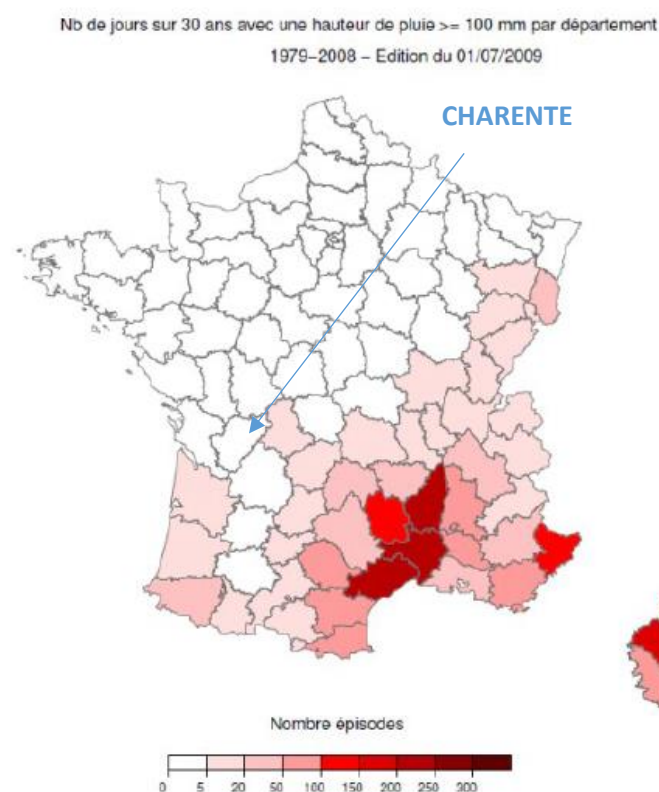 Nb de jours sur 30 ans avec une hauteur de pluie >= 100 mm par département
1979–2008 – Edition du 01/07/2009
CHARENTE
Nombre épisodes
0 5 20 50 100 150 200 250 300